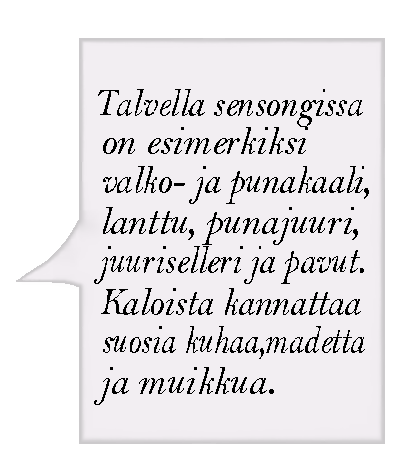 Talvella sensongissa
on esimerkiksi
valko- ja punakaali,
lanttu, punajuuri,
juuriselleri ja pavut.
Kaloista kannattaa
suosia kuhaa,madetta
ja muikkua.